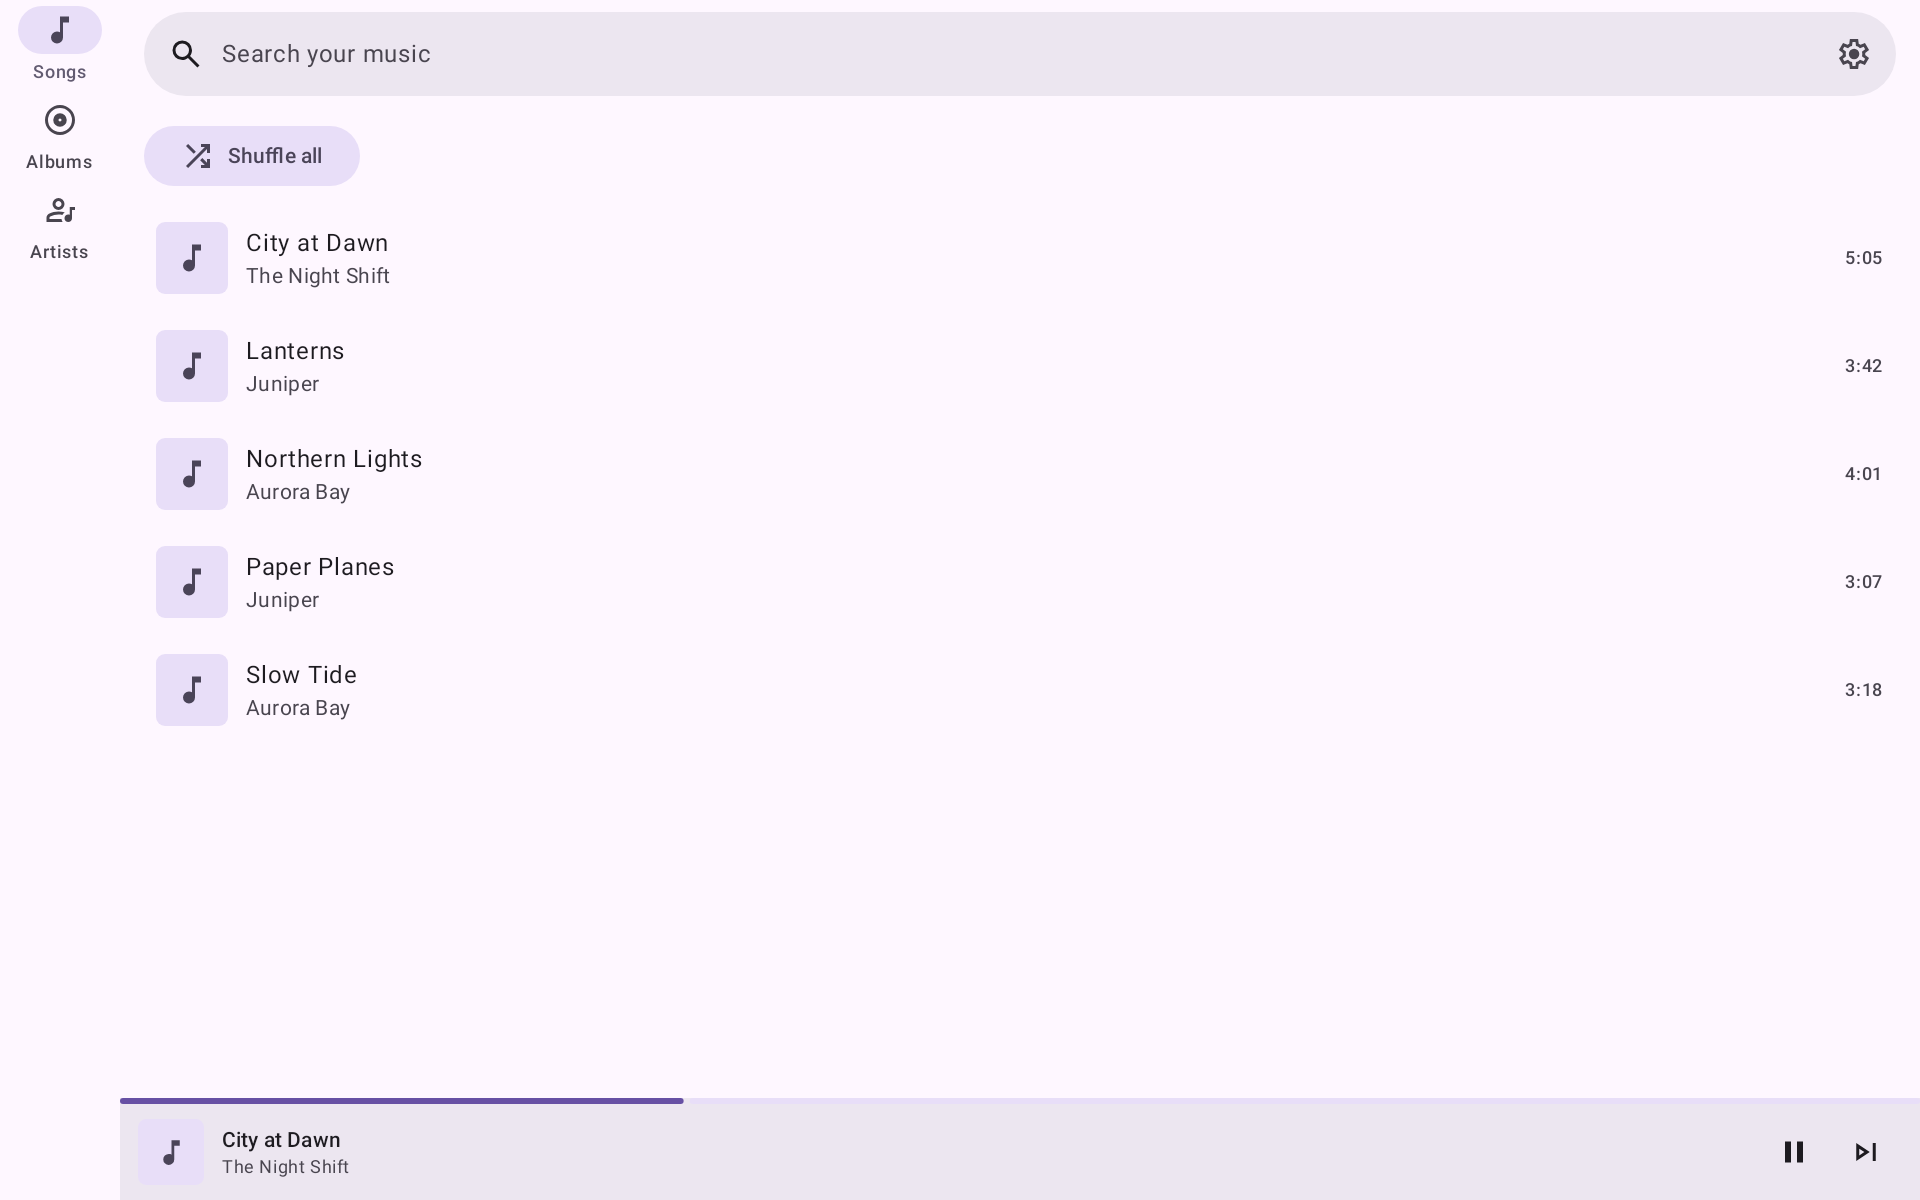 Songs
Albums
Artists
Search your music
Shuffle all
City at Dawn
The Night Shift
5:05
Lanterns
Juniper
3:42
Northern Lights
Aurora Bay
4:01
Paper Planes
Juniper
3:07
Slow Tide
Aurora Bay
3:18
City at Dawn
The Night Shift